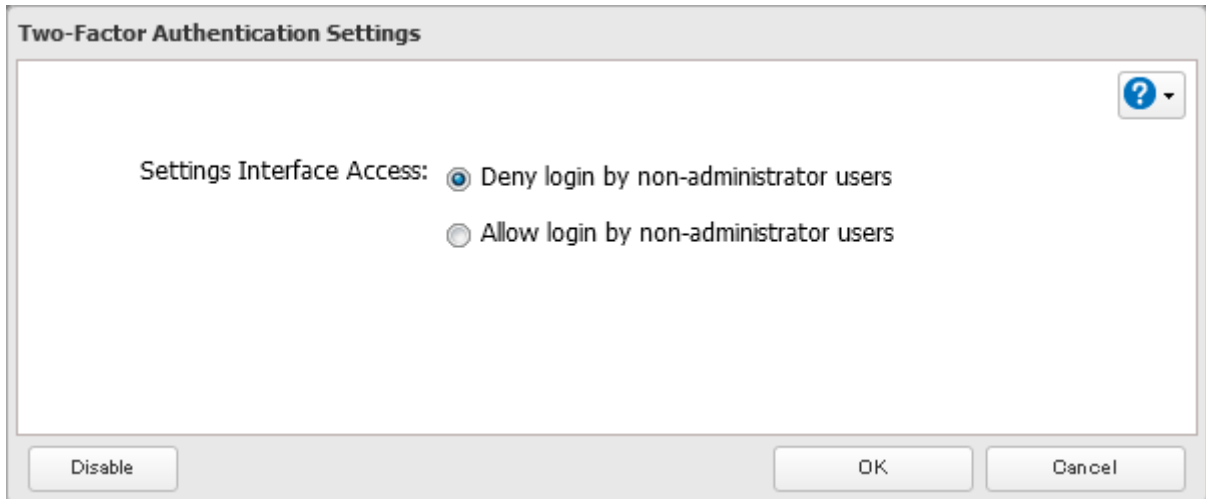 Two-Factor Authentication Settings
?
Settings Interface Access:
Deny login by non-administrator users
Allow login by non-administrator users
Disable
OK
Cancel